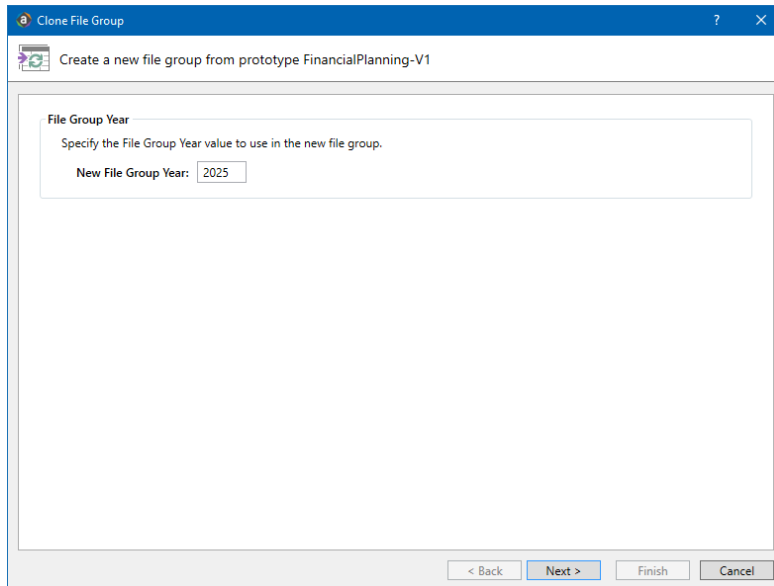 Clone File Group
?
Create a new file group from prototype FinancialPlanning-V1
File Group Year
Specify the File Group Year value to use in the new file group.
New File Group Year: 2025
< Back Next > Finish Cancel